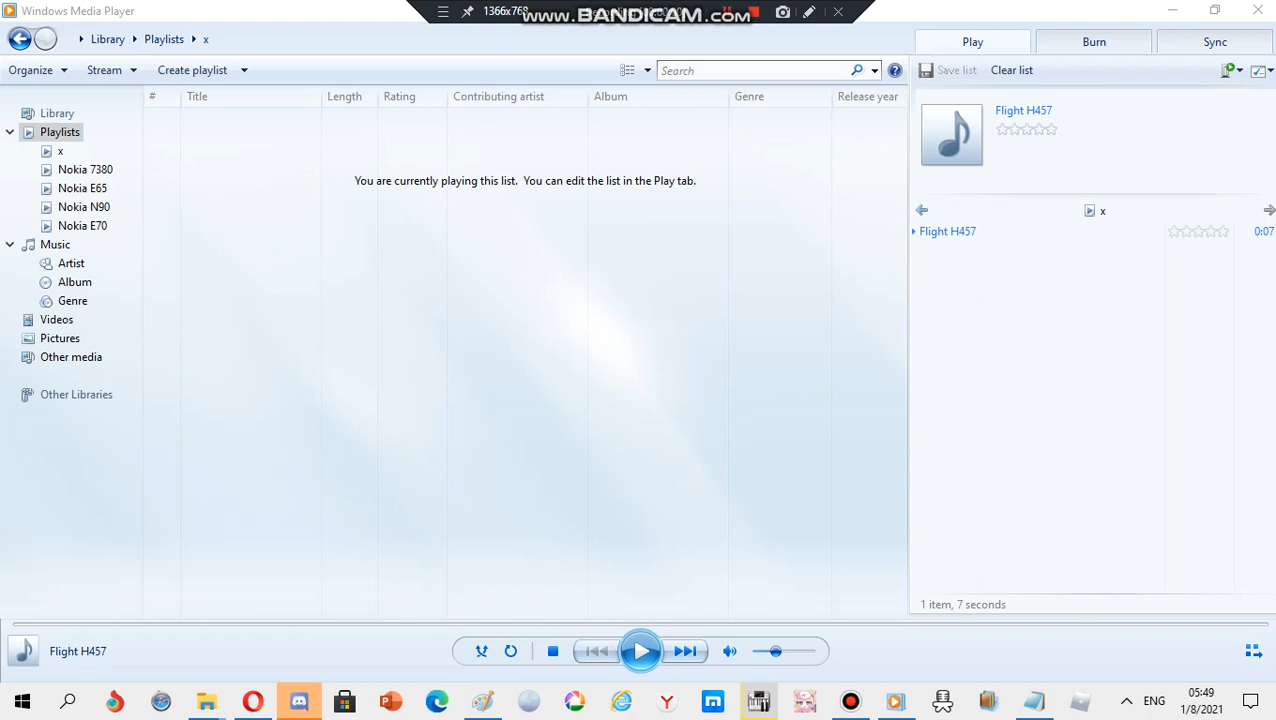 Windows Media Player
1366x768
www.BANDICAM.com
Library Playlists x
Play Burn Sync
Organize Stream Create playlist
Search
Save list Clear list
# Title Length Rating Contributing artist Album Genre Release year
Library
Playlists
x
Nokia 7380
Nokia E65
Nokia N90
Nokia E70
Music
Artist
Album
Genre
Videos
Pictures
Other media
Other Libraries
You are currently playing this list. You can edit the list in the Play tab.
Flight H457
x
Flight H457 0:07
1 item, 7 seconds
Flight H457
ENG
05:49
1/8/2021